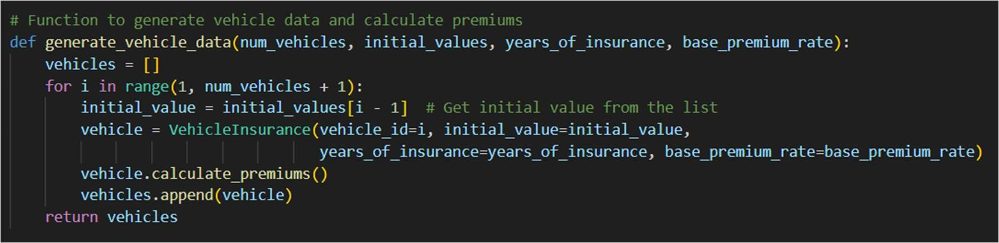 # Function to generate vehicle data and calculate premiums
def generate_vehicle_data(num_vehicles, initial_values, years_of_insurance, base_premium_rate):
    vehicles = []
    for i in range(1, num_vehicles + 1):
        initial_value = initial_values[i - 1]  # Get initial value from the list
        vehicle = VehicleInsurance(vehicle_id=i, initial_value=initial_value,
                                   years_of_insurance=years_of_insurance, base_premium_rate=base_premium_rate)
        vehicle.calculate_premiums()
        vehicles.append(vehicle)
    return vehicles